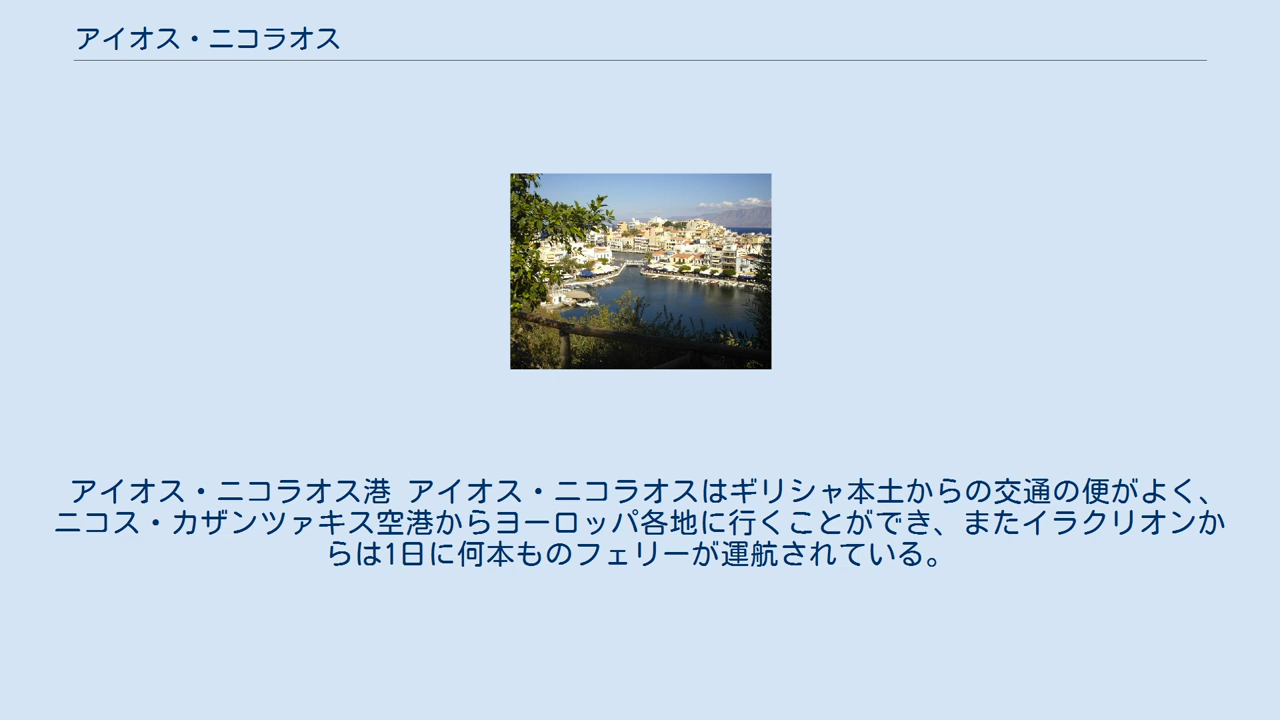 アイオス・ニコラオス
アイオス・ニコラオス港 アイオス・ニコラオスはギリシャ本土からの交通の便がよく、
ニコス・カザンツァキス空港からヨーロッパ各地に行くことができ、またイラクリオンか
らは1日に何本ものフェリーが運航されている。